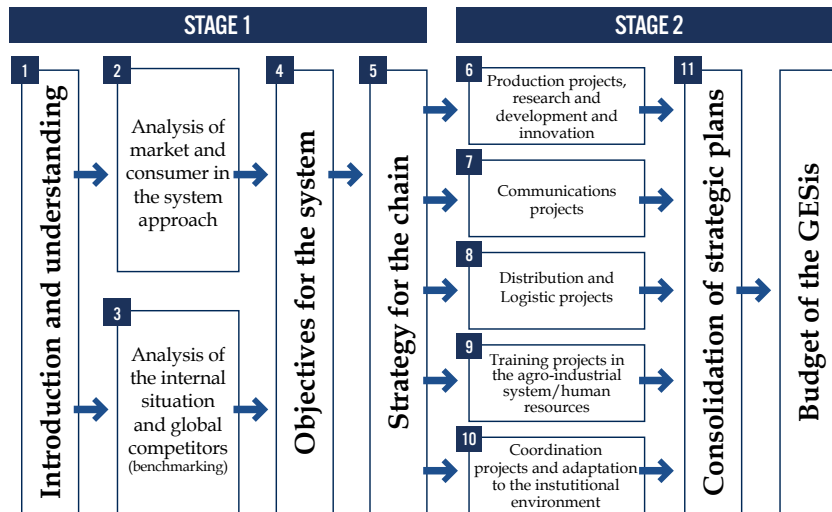 STAGE 1
STAGE 2
1
Introduction and understanding
2
Analysis of
market and
consumer in
the system
approach
3
Analysis of
the internal
situation
and global
competitors
(benchmarking)
4
Objectives for the system
5
Strategy for the chain
6
Production projects,
research and
development and
innovation
7
Communications
projects
8
Distribution and
Logistic projects
9
Training projects in
the agro-industrial
system/human
resources
10
Coordination
projects and adaptation
to the instutitional
environment
11
Consolidation of strategic plans
Budget of the GESis